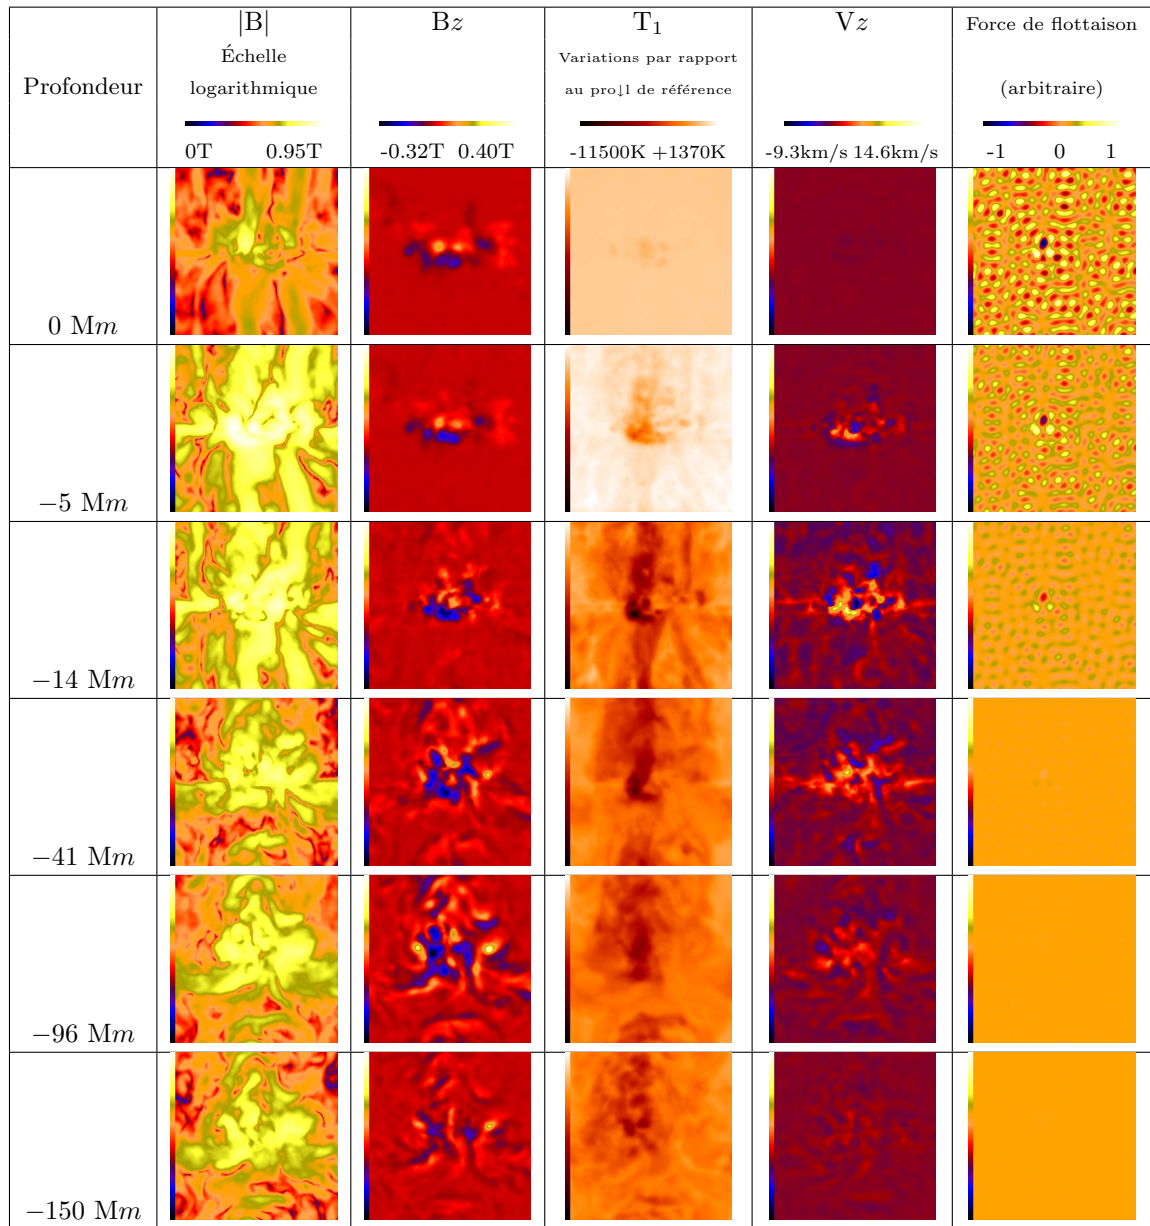 |B| Bz T₁ Vz Force de flottaison
Échelle Variations par rapport
Profondeur logarithmique au pro↓l de référence (arbitraire)
0T 0.95T -0.32T 0.40T -11500K +1370K -9.3km/s 14.6km/s -1 0 1
0 Mm
−5 Mm
−14 Mm
−41 Mm
−96 Mm
−150 Mm